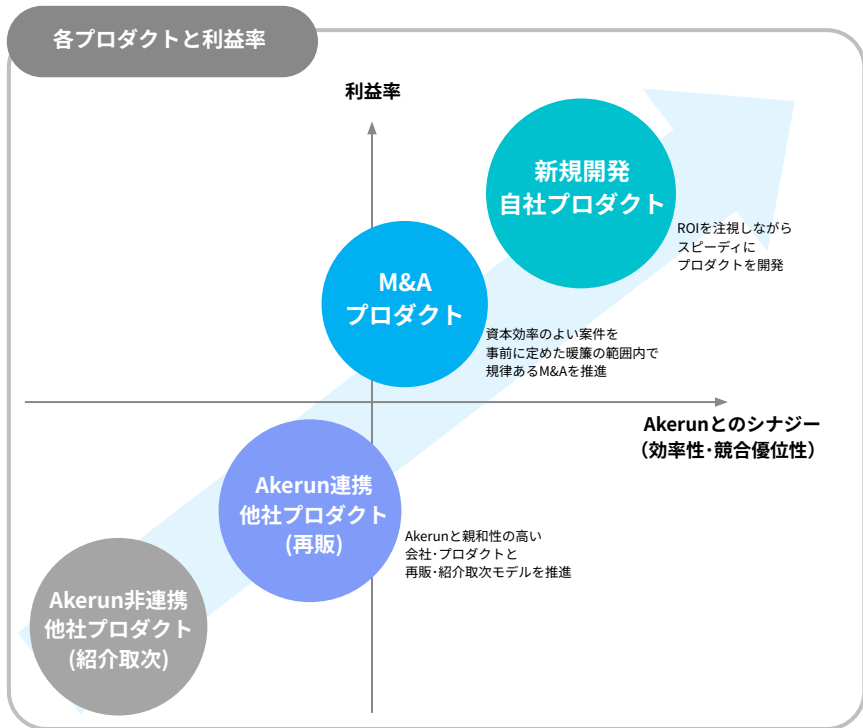 各プロダクトと利益率
利益率
新規開発
自社プロダクト
ROIを注視しながら
スピーディに
プロダクトを開発
M&A
プロダクト
資本効率のよい案件を
事前に定めた暖簾の範囲内で
規律あるM&Aを推進
Akerunとのシナジー
（効率性･競合優位性）
Akerun連携
他社プロダクト
(再販)
Akerunと親和性の高い
会社･プロダクトと
再販･紹介取次モデルを推進
Akerun非連携
他社プロダクト
(紹介取次)